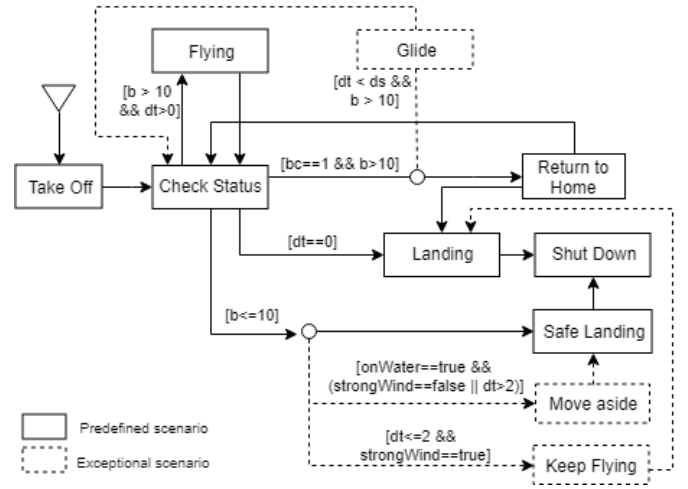 Flying
Glide
[b > 10
&& dt>0]
[dt < ds &&
b > 10]
Take Off
Check Status
[bc==1 && b>10]
Return to
Home
[dt==0]
Landing
Shut Down
[b<=10]
Safe Landing
[onWater==true &&
(strongWind==false || dt>2)]
Move aside
Predefined scenario
[dt<=2 &&
strongWind==true]
Exceptional scenario
Keep Flying